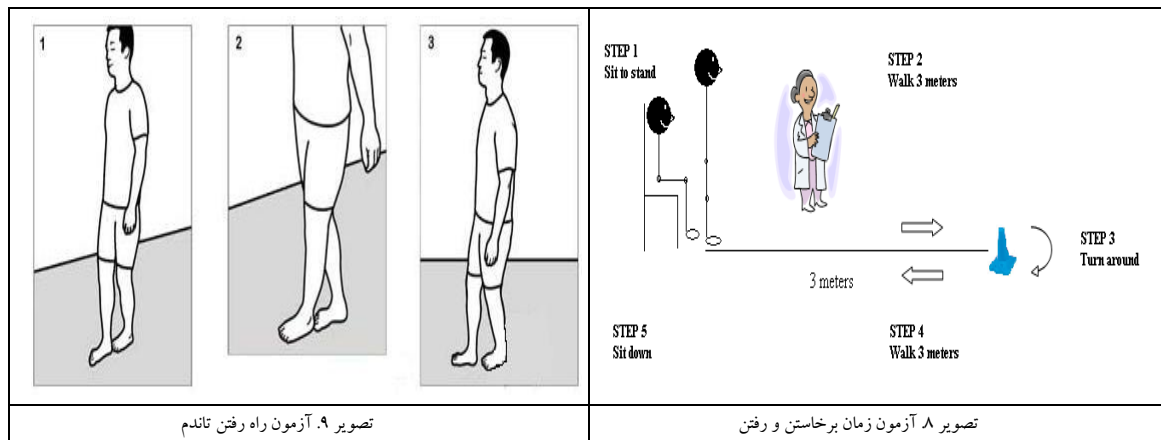 1
2
3
STEP 1
Sit to stand
STEP 2
Walk 3 meters
STEP 3
Turn around
3 meters
STEP 5
Sit down
STEP 4
Walk 3 meters
تصویر ۸. آزمون زمان برخاستن و رفتن
تصویر ۹. آزمون راه رفتن تاندم